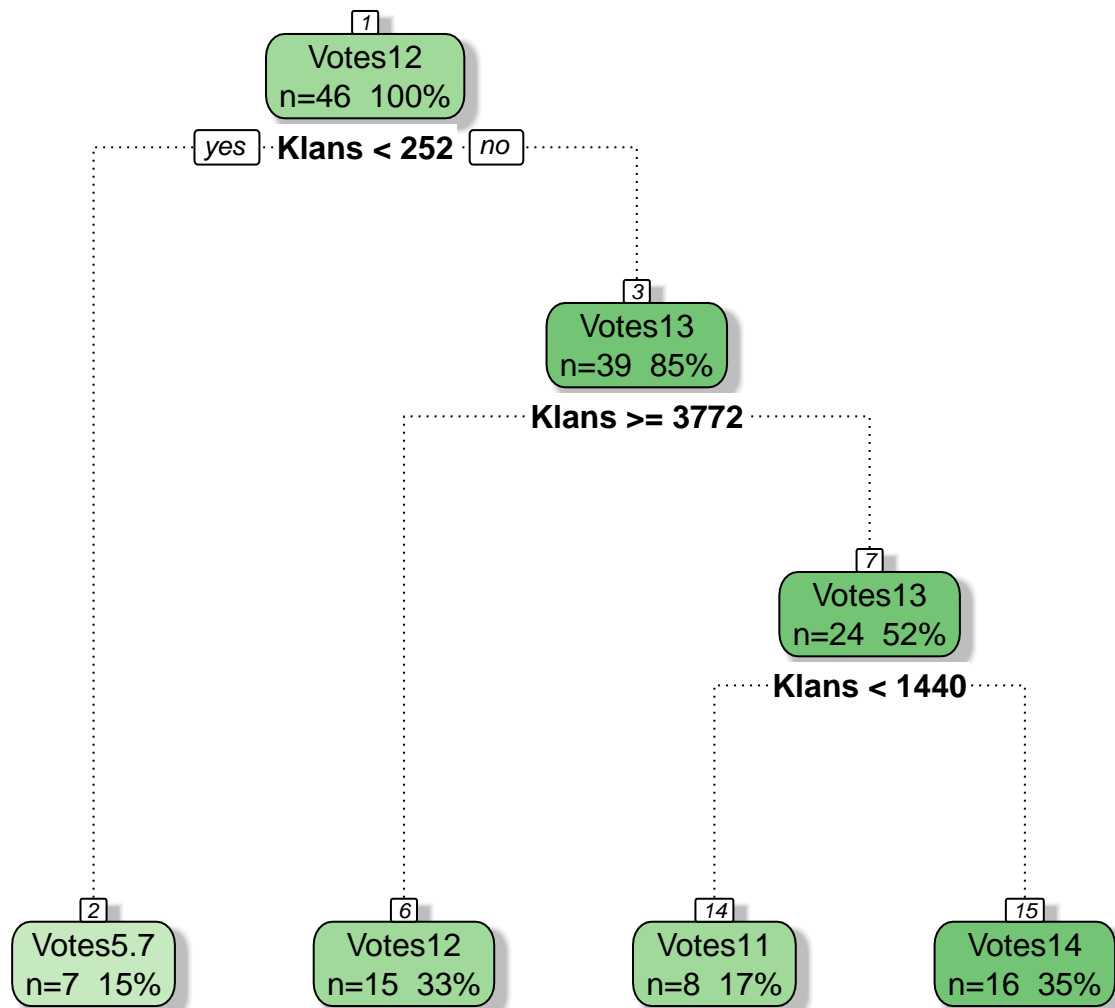 1
Votes12
n=46 100%
yes Klans < 252 no
3
Votes13
n=39 85%
Klans >= 3772
7
Votes13
n=24 52%
Klans < 1440
2
Votes5.7
n=7 15%
6
Votes12
n=15 33%
14
Votes11
n=8 17%
15
Votes14
n=16 35%